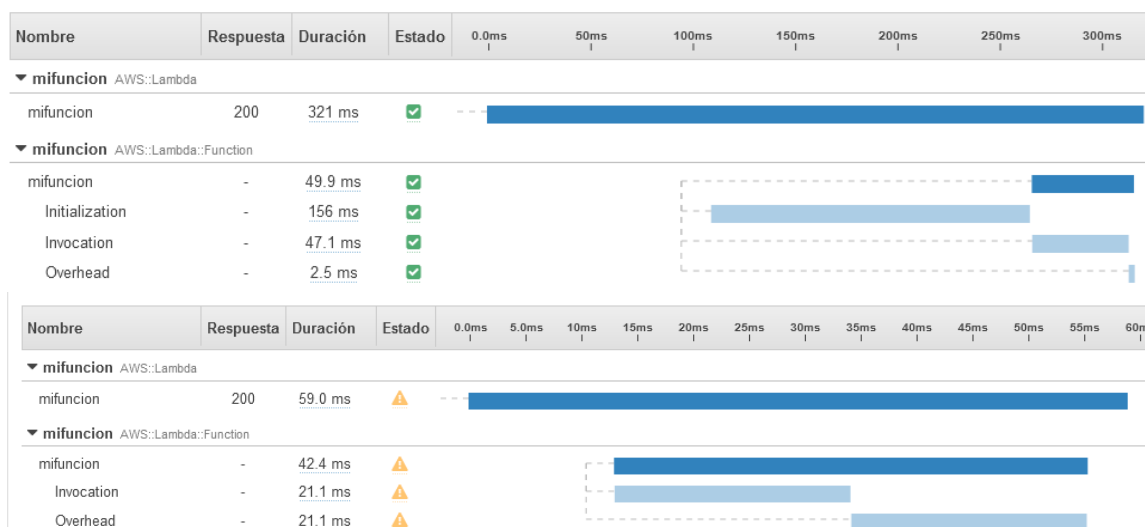 Nombre Respuesta Duración Estado 0.0ms 50ms 100ms 150ms 200ms 250ms 300ms
mifuncion AWS::Lambda
mifuncion 200 321 ms
mifuncion AWS::Lambda::Function
mifuncion - 49.9 ms
Initialization - 156 ms
Invocation - 47.1 ms
Overhead - 2.5 ms
Nombre Respuesta Duración Estado 0.0ms 5.0ms 10ms 15ms 20ms 25ms 30ms 35ms 40ms 45ms 50ms 55ms 60m
mifuncion AWS::Lambda
mifuncion 200 59.0 ms
mifuncion AWS::Lambda::Function
mifuncion - 42.4 ms
Invocation - 21.1 ms
Overhead - 21.1 ms